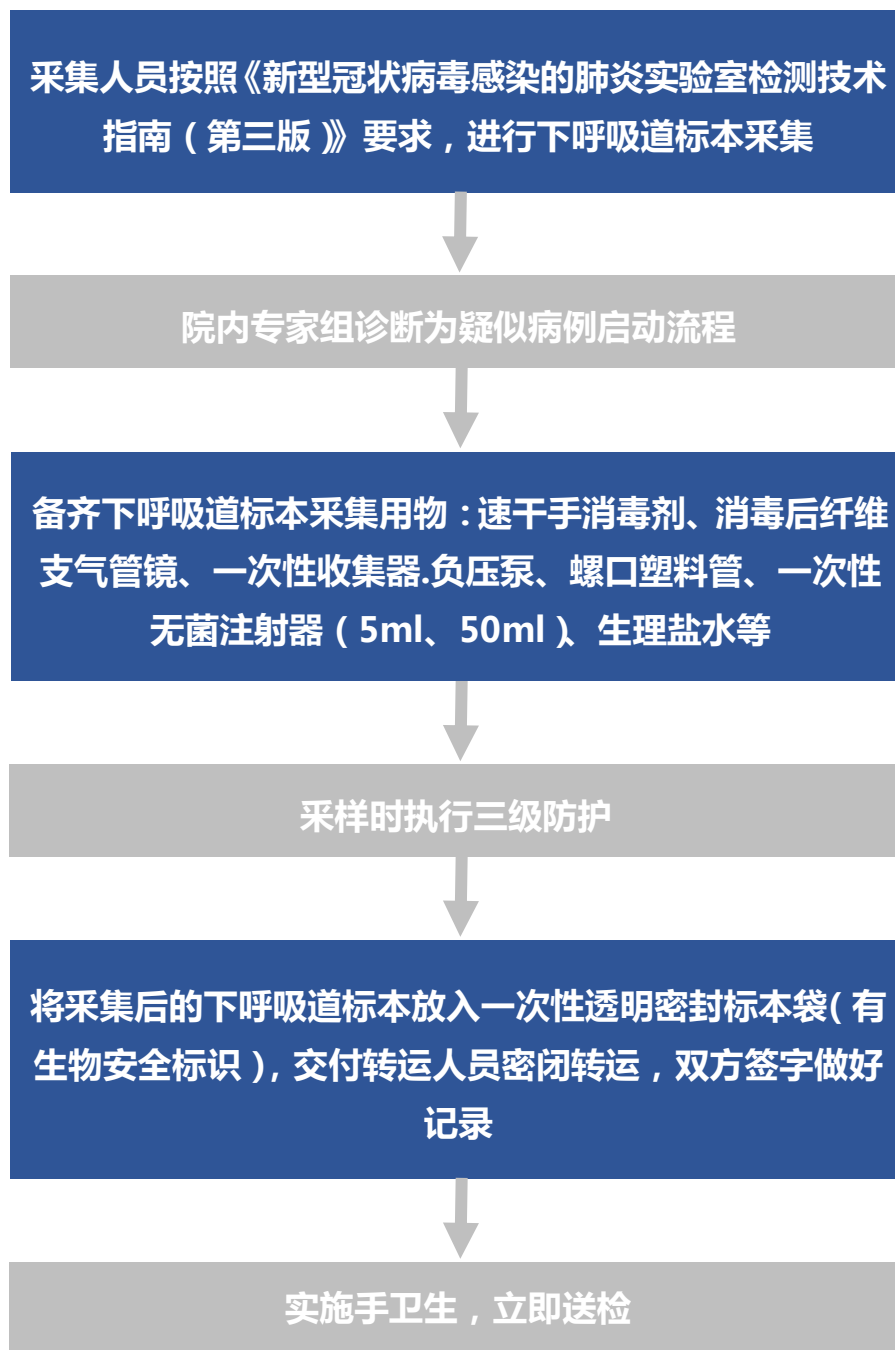 采集人员按照《新型冠状病毒感染的肺炎实验室检测技术
指南（第三版）》要求，进行下呼吸道标本采集
院内专家组诊断为疑似病例启动流程
备齐下呼吸道标本采集用物：速干手消毒剂、消毒后纤维
支气管镜、一次性收集器.负压泵、螺口塑料管、一次性
无菌注射器（5ml、50ml）、生理盐水等
采样时执行三级防护
将采集后的下呼吸道标本放入一次性透明密封标本袋（有
生物安全标识），交付转运人员密闭转运，双方签字做好
记录
实施手卫生，立即送检